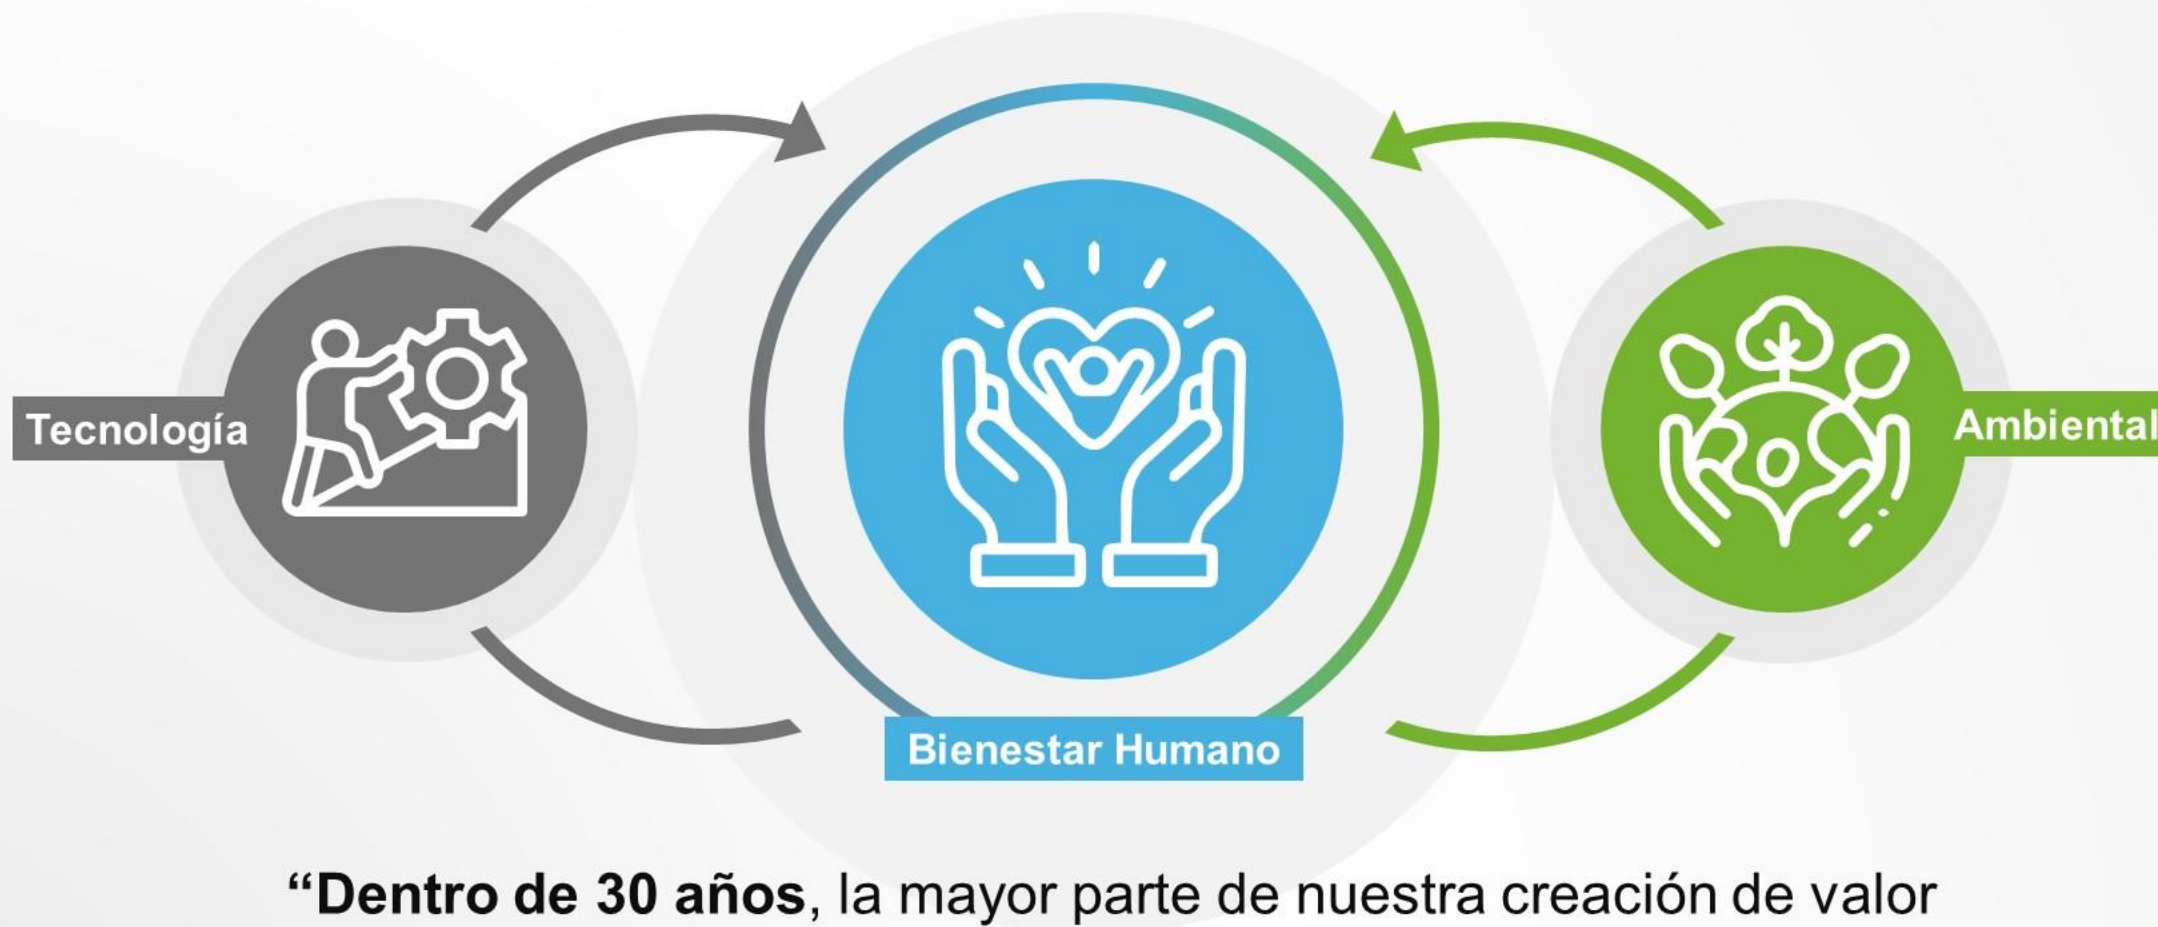 Tecnología
Ambiental
Bienestar Humano
“Dentro de 30 años, la mayor parte de nuestra creación de valor